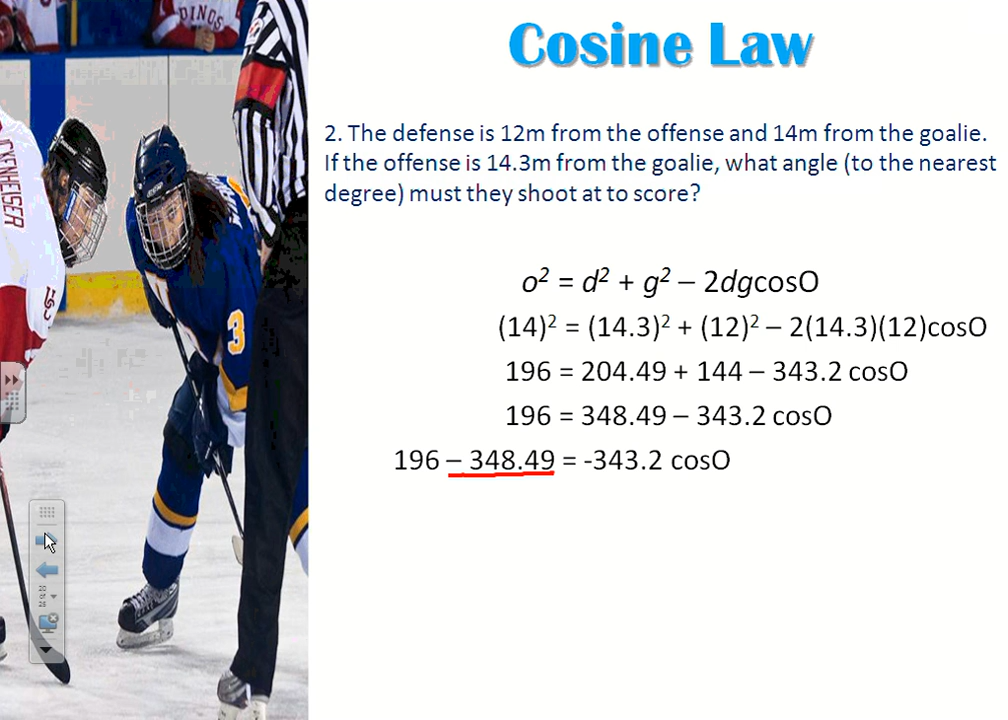 DINOS
Cosine Law
2. The defense is 12m from the offense and 14m from the goalie.
If the offense is 14.3m from the goalie, what angle (to the nearest
degree) must they shoot at to score?
o² = d² + g² – 2dgcosO
(14)² = (14.3)² + (12)² – 2(14.3)(12)cosO
196 = 204.49 + 144 – 343.2 cosO
196 = 348.49 – 343.2 cosO
196 – 348.49 = -343.2 cosO
3